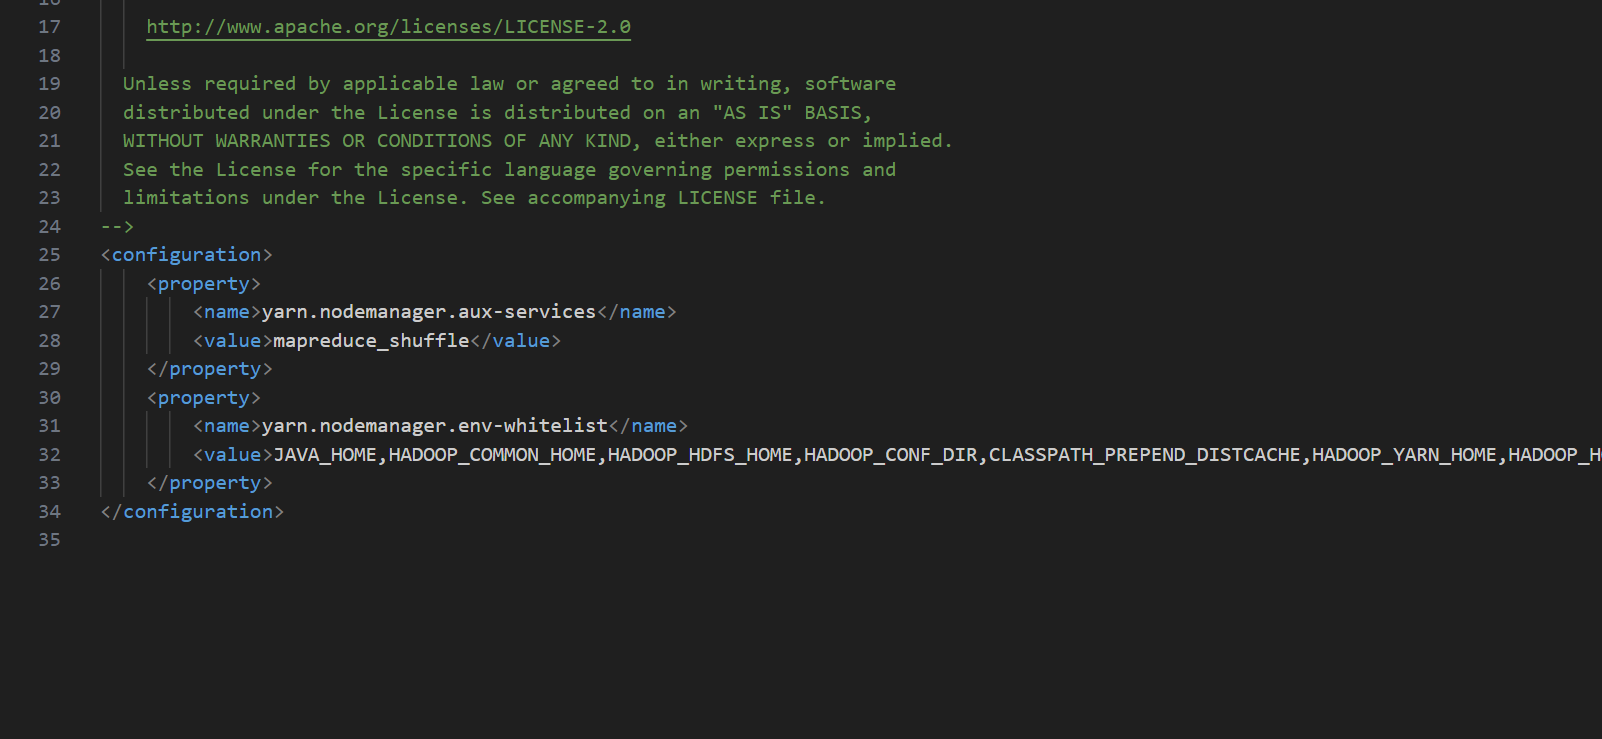 17 http://www.apache.org/licenses/LICENSE-2.0
18
19 Unless required by applicable law or agreed to in writing, software
20 distributed under the License is distributed on an "AS IS" BASIS,
21 WITHOUT WARRANTIES OR CONDITIONS OF ANY KIND, either express or implied.
22 See the License for the specific language governing permissions and
23 limitations under the License. See accompanying LICENSE file.
24 -->
25 <configuration>
26 <property>
27 <name>yarn.nodemanager.aux-services</name>
28 <value>mapreduce_shuffle</value>
29 </property>
30 <property>
31 <name>yarn.nodemanager.env-whitelist</name>
32 <value>JAVA_HOME,HADOOP_COMMON_HOME,HADOOP_HDFS_HOME,HADOOP_CONF_DIR,CLASSPATH_PREPEND_DISTCACHE,HADOOP_YARN_HOME,
33 </property>
34 </configuration>
35